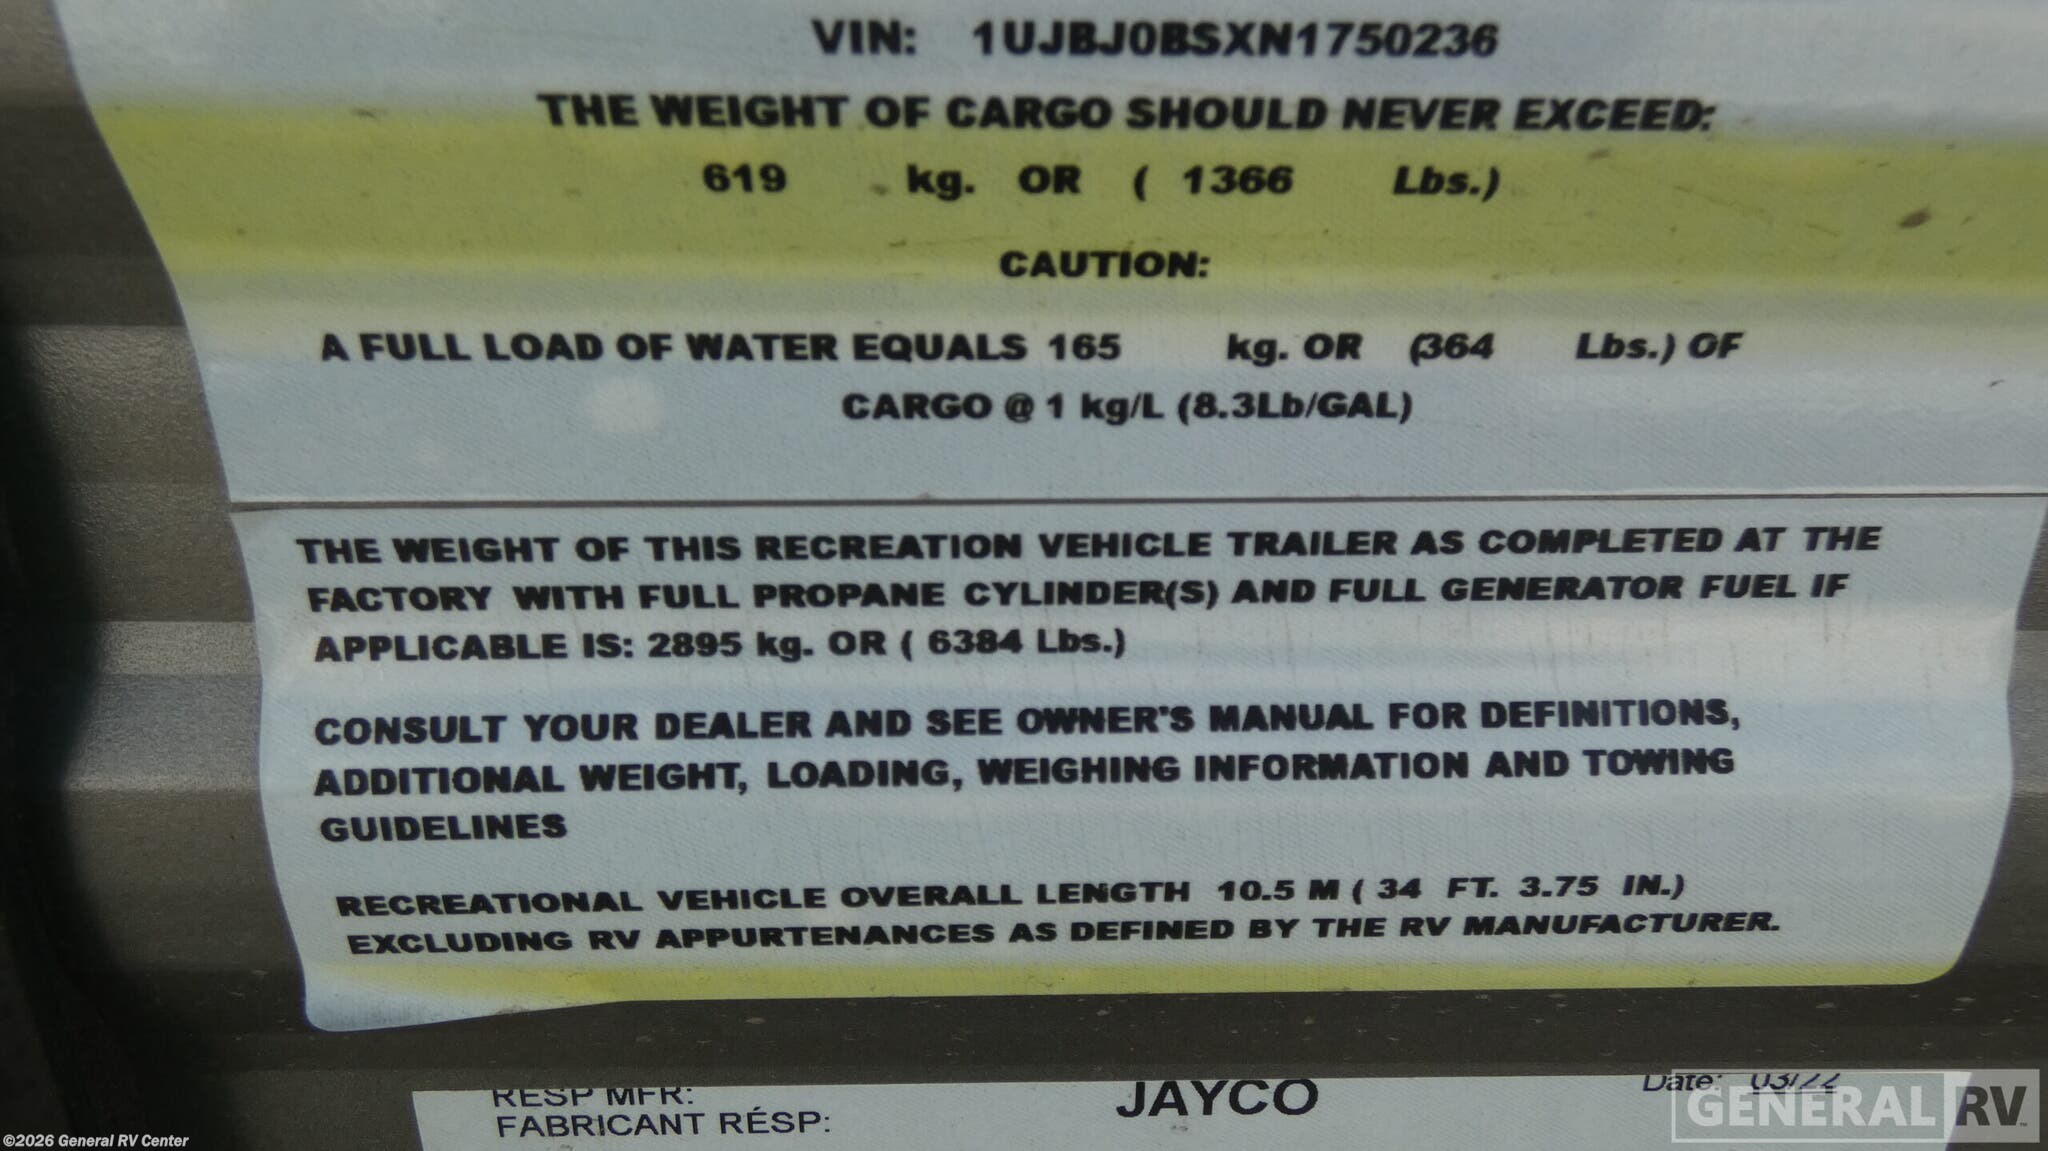 VIN: 1UJBJ0BSXN1750236
THE WEIGHT OF CARGO SHOULD NEVER EXCEED:
619 kg. OR ( 1366 Lbs.)
CAUTION:
A FULL LOAD OF WATER EQUALS 165 kg. OR (364 Lbs.) OF
CARGO @ 1 kg/L (8.3Lb/GAL)
THE WEIGHT OF THIS RECREATION VEHICLE TRAILER AS COMPLETED AT THE
FACTORY WITH FULL PROPANE CYLINDER(S) AND FULL GENERATOR FUEL IF
APPLICABLE IS: 2895 kg. OR ( 6384 Lbs.)
CONSULT YOUR DEALER AND SEE OWNER'S MANUAL FOR DEFINITIONS,
ADDITIONAL WEIGHT, LOADING, WEIGHING INFORMATION AND TOWING
GUIDELINES
RECREATIONAL VEHICLE OVERALL LENGTH 10.5 M ( 34 FT. 3.75 IN.)
EXCLUDING RV APPURTENANCES AS DEFINED BY THE RV MANUFACTURER.
RESP MFR: JAYCO Date: 03/22
FABRICANT RÉSP:
GENERAL RV
©2026 General RV Center